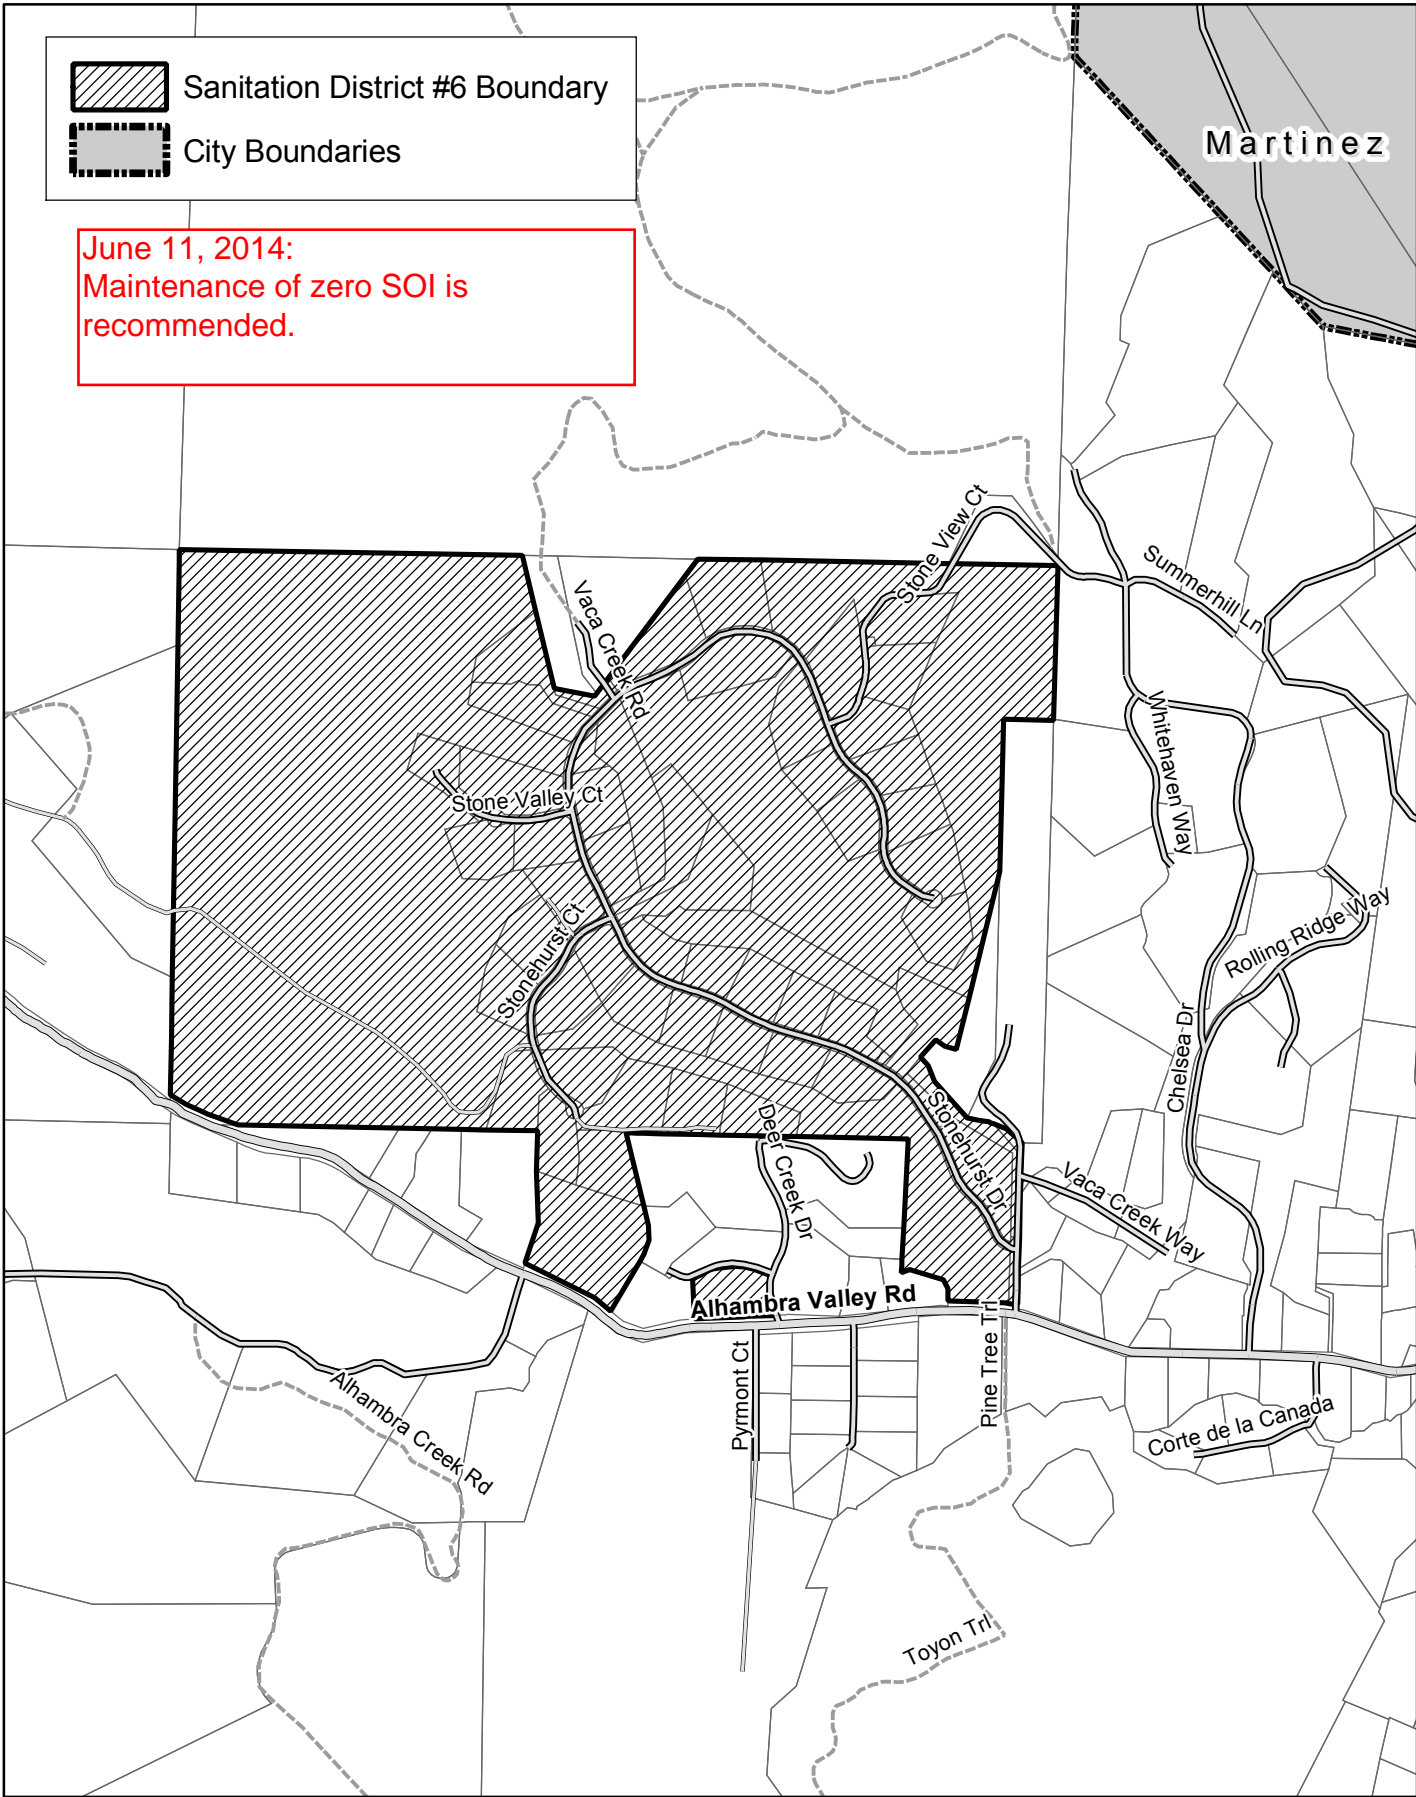 Sanitation District #6 Boundary
City Boundaries
Martinez
June 11, 2014:
Maintenance of zero SOI is
recommended.
Stone View Ct
Summerhill Ln
Vaca Creek Rd
Whitehaven Way
Stone Valley Ct
Rolling Ridge Way
Stonehurst Ct
Chelsea Dr
Stonehurst Dr
Deer Creek Dr
Vaca Creek Way
Alhambra Valley Rd
Pine Tree Trl
Pyrmont Ct
Alhambra Creek Rd
Corte de la Canada
Toyon Trl